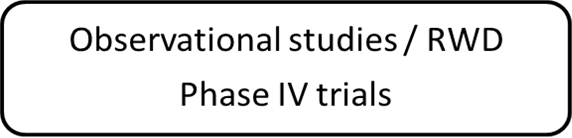 Observational studies / RWD
Phase IV trials